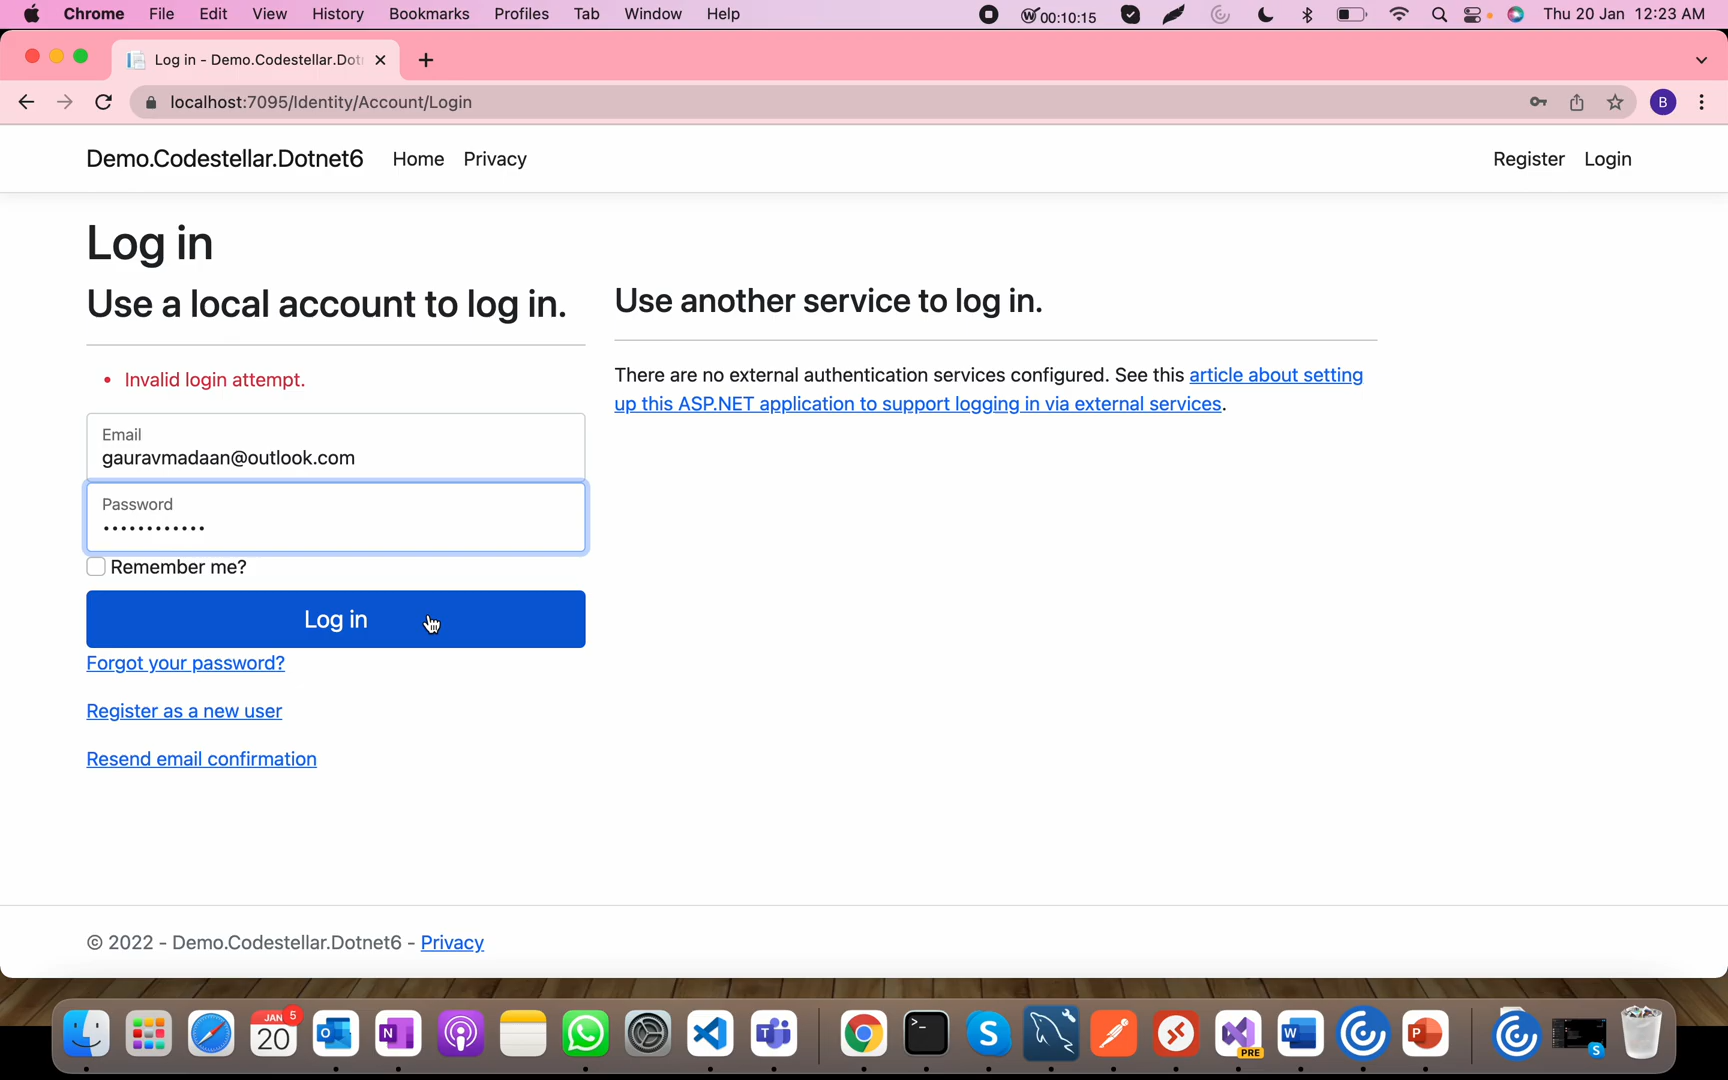 Chrome File Edit View History Bookmarks Profiles Tab Window Help 00:10:15 Thu 20 Jan 12:23 AM
Log in - Demo.Codestellar.Dot
localhost:7095/Identity/Account/Login B
Demo.Codestellar.Dotnet6 Home Privacy Register Login
Log in
Use a local account to log in.
Invalid login attempt.
Email
gauravmadaan@outlook.com
Password
Remember me?
Log in
Forgot your password?
Register as a new user
Resend email confirmation
Use another service to log in.
There are no external authentication services configured. See this article about setting
up this ASP.NET application to support logging in via external services.
© 2022 - Demo.Codestellar.Dotnet6 - Privacy
JAN 5
20
PRE